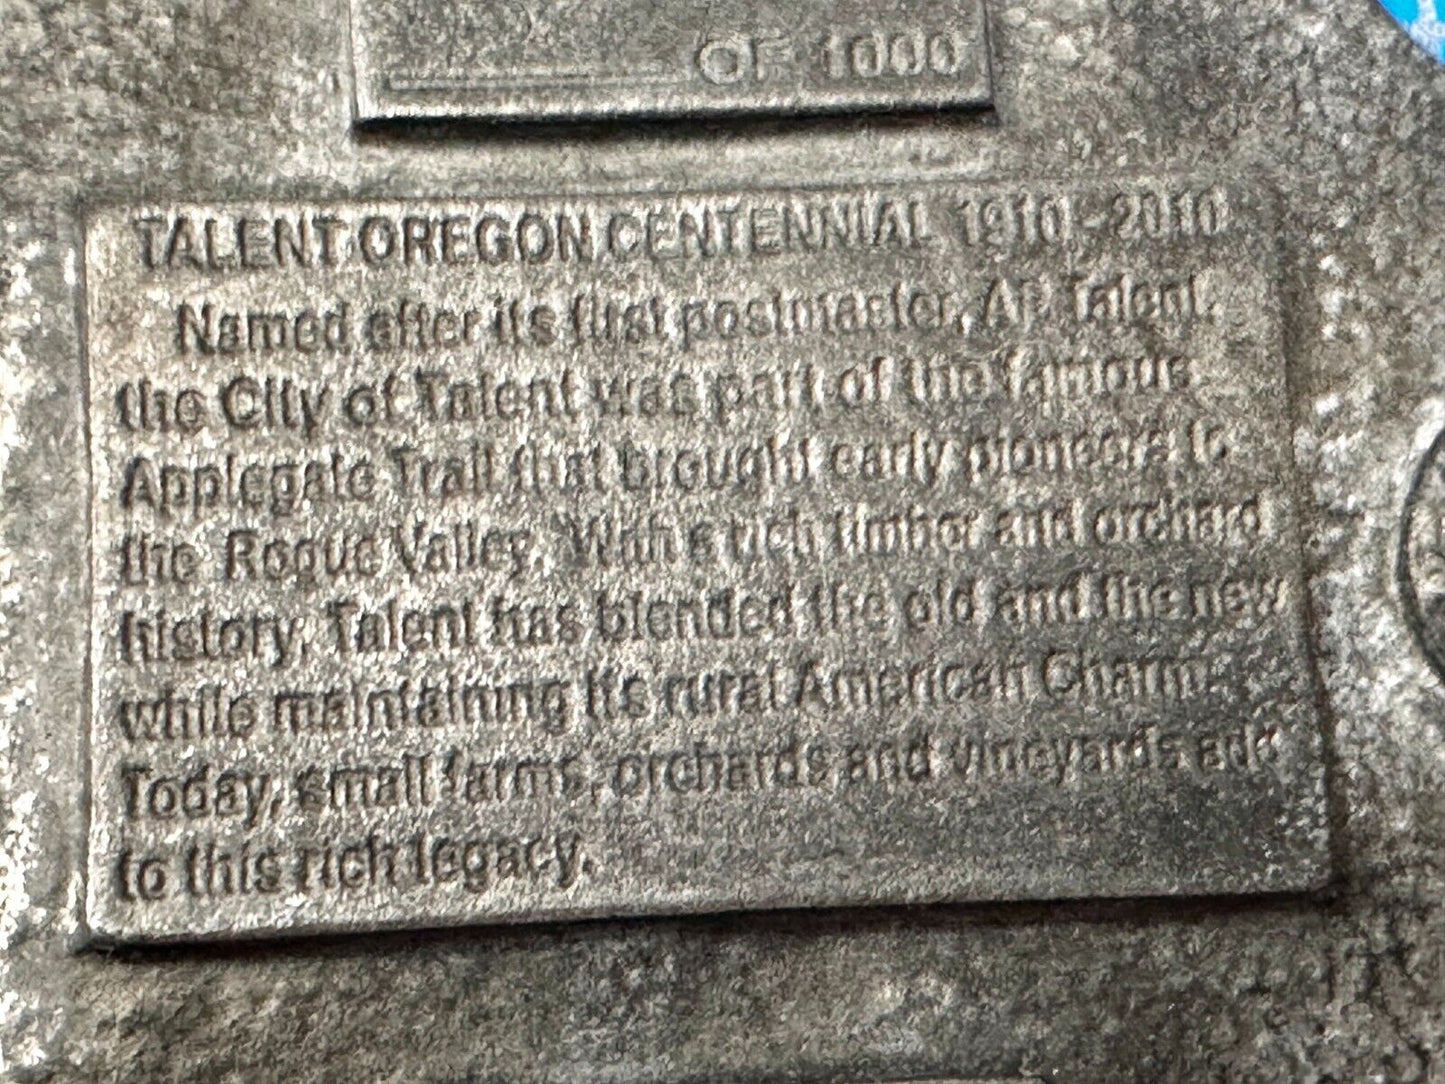 OF 1000
TALENT OREGON CENTENNIAL 1910 - 2010
Named after its first postmaster, AP Talent,
the City of Talent was part of the famous
Applegate Trail that brought early pioneers to
the Rogue Valley. With a rich timber and orchard
history, Talent has blended the old and the new
while maintaining its rural American Charm.
Today, small farms, orchards and vineyards add
to this rich legacy.